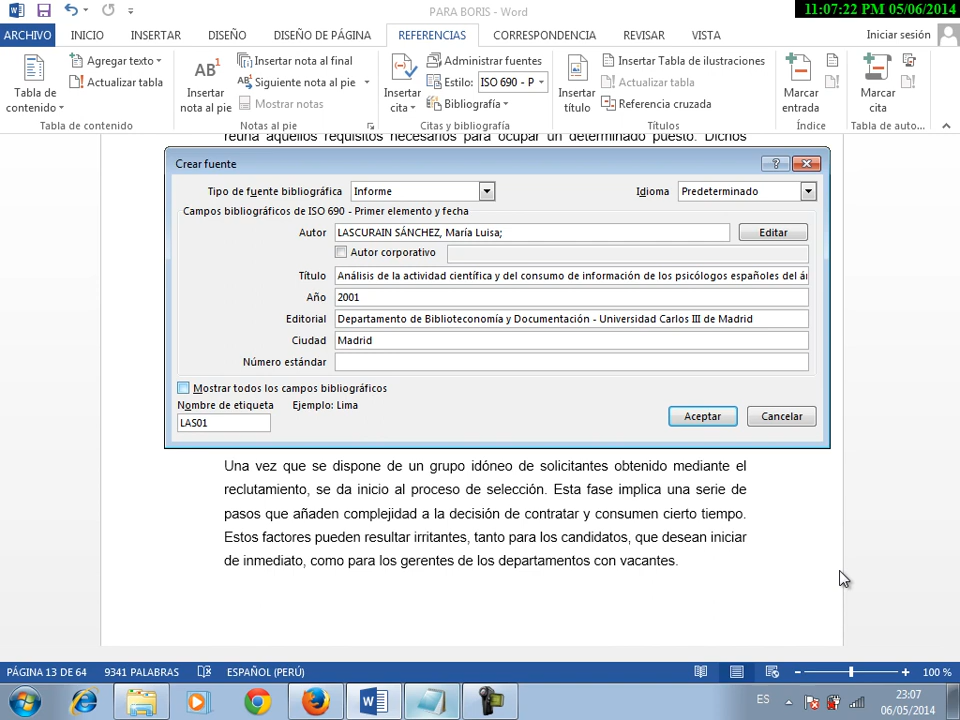 PARA BORIS - Word
11:07:22 PM 05/06/2014
ARCHIVO INICIO INSERTAR DISEÑO DISEÑO DE PÁGINA REFERENCIAS CORRESPONDENCIA REVISAR VISTA Iniciar sesión
Tabla de contenido
Agregar texto
Actualizar tabla
Tabla de contenido
AB¹
Insertar nota al pie
Insertar nota al final
Siguiente nota al pie
Mostrar notas
Notas al pie
Insertar cita
Administrar fuentes
Estilo: ISO 690 - P
Bibliografía
Citas y bibliografía
Insertar título
Insertar Tabla de ilustraciones
Actualizar tabla
Referencia cruzada
Títulos
Marcar entrada
Índice
Marcar cita
Tabla de auto...
reúna aquellos requisitos necesarios para ocupar un determinado puesto. Dichos
Crear fuente
Tipo de fuente bibliográfica Informe Idioma Predeterminado
Campos bibliográficos de ISO 690 - Primer elemento y fecha
Autor LASCURAIN SÁNCHEZ, María Luisa; Editar
Autor corporativo
Título Análisis de la actividad científica y del consumo de información de los psicólogos españoles del ár
Año 2001
Editorial Departamento de Biblioteconomía y Documentación - Universidad Carlos III de Madrid
Ciudad Madrid
Número estándar
Mostrar todos los campos bibliográficos
Nombre de etiqueta Ejemplo: Lima
LAS01
Aceptar Cancelar
Una vez que se dispone de un grupo idóneo de solicitantes obtenido mediante el
reclutamiento, se da inicio al proceso de selección. Esta fase implica una serie de
pasos que añaden complejidad a la decisión de contratar y consumen cierto tiempo.
Estos factores pueden resultar irritantes, tanto para los candidatos, que desean iniciar
de inmediato, como para los gerentes de los departamentos con vacantes.
PÁGINA 13 DE 64 9341 PALABRAS ESPAÑOL (PERÚ) 100 %
ES
23:07
06/05/2014